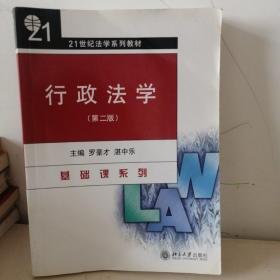 21
21世纪法学系列教材
行政法学
(第二版)
主编 罗豪才 湛中乐
基础课系列
LAW
北京大学出版社